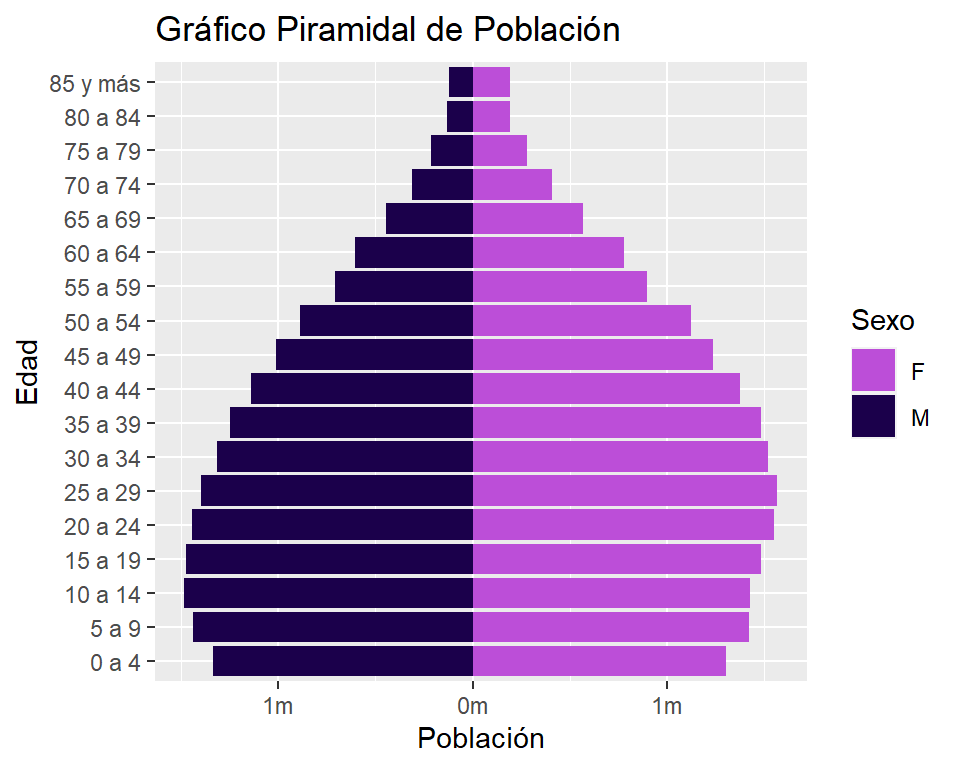 Gráfico Piramidal de Población
85 y más
80 a 84
75 a 79
70 a 74
65 a 69
60 a 64
55 a 59
50 a 54
45 a 49
40 a 44
35 a 39
30 a 34
25 a 29
20 a 24
15 a 19
10 a 14
5 a 9
0 a 4
Edad
1m 0m 1m
Población
Sexo
F
M